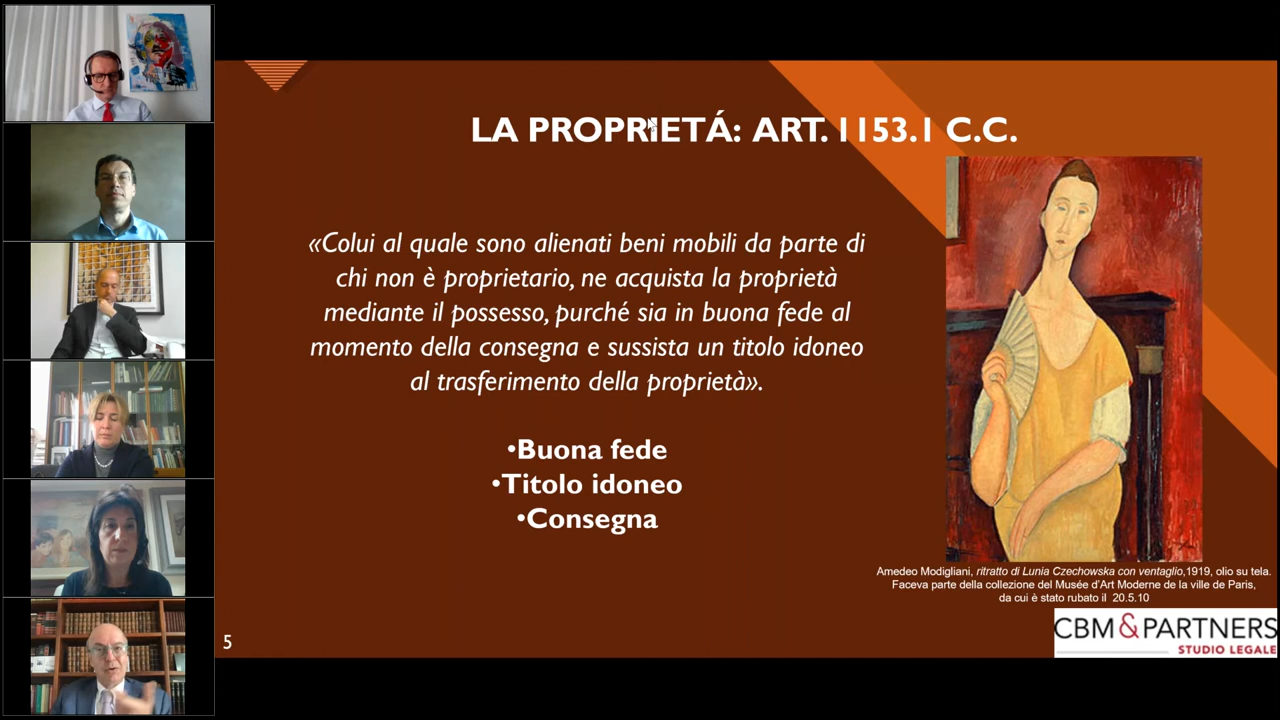 LA PROPRIETÁ: ART. 1153.1 C.C.
«Colui al quale sono alienati beni mobili da parte di
chi non è proprietario, ne acquista la proprietà
mediante il possesso, purché sia in buona fede al
momento della consegna e sussista un titolo idoneo
al trasferimento della proprietà».
•Buona fede
•Titolo idoneo
•Consegna
Amedeo Modigliani, ritratto di Lunia Czechowska con ventaglio,1919, olio su tela.
Faceva parte della collezione del Musée d'Art Moderne de la ville de Paris,
da cui è stato rubato il 20.5.10
5
CBM&PARTNERS
STUDIO LEGALE